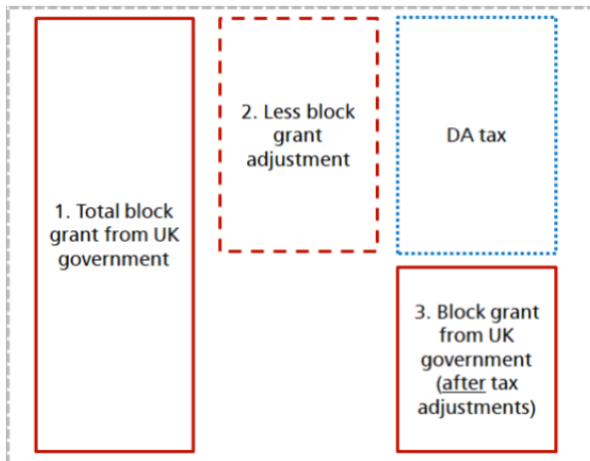 1. Total block
grant from UK
government
2. Less block
grant
adjustment
DA tax
3. Block grant
from UK
government
(after tax
adjustments)